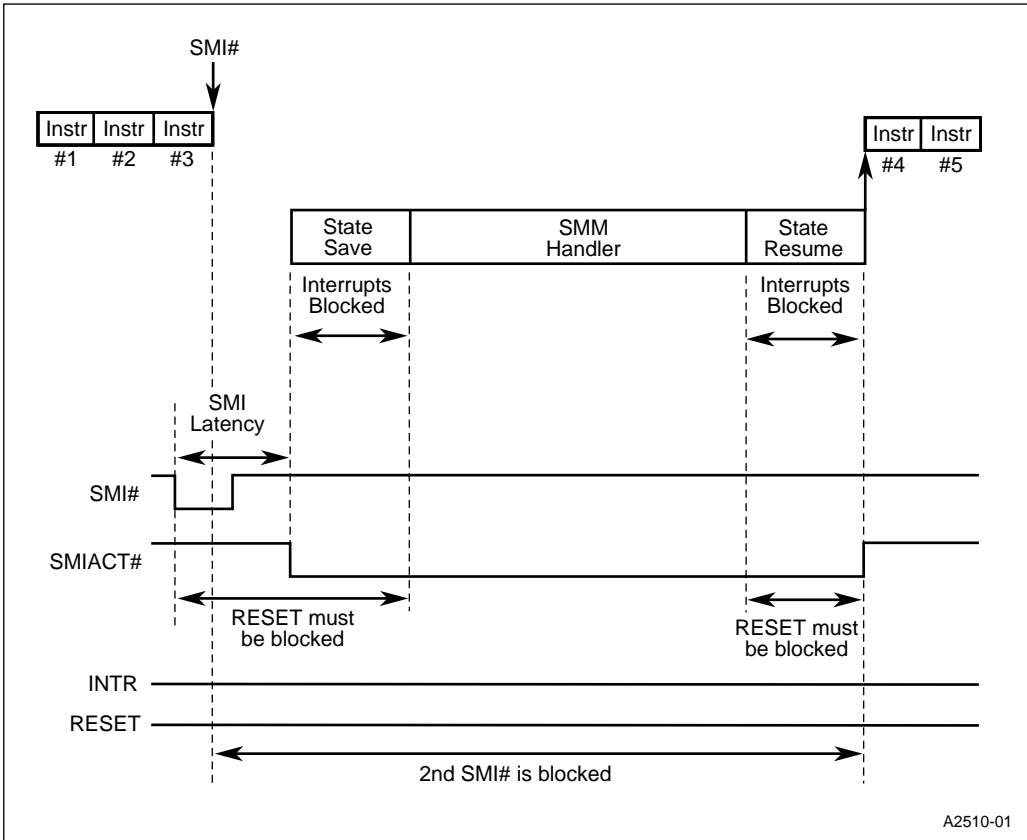 SMI#
Instr Instr Instr
#1 #2 #3
Instr Instr
#4 #5
State
Save
SMM
Handler
State
Resume
Interrupts
Blocked
Interrupts
Blocked
SMI
Latency
SMI#
SMIACT#
RESET must
be blocked
RESET must
be blocked
INTR
RESET
2nd SMI# is blocked
A2510-01